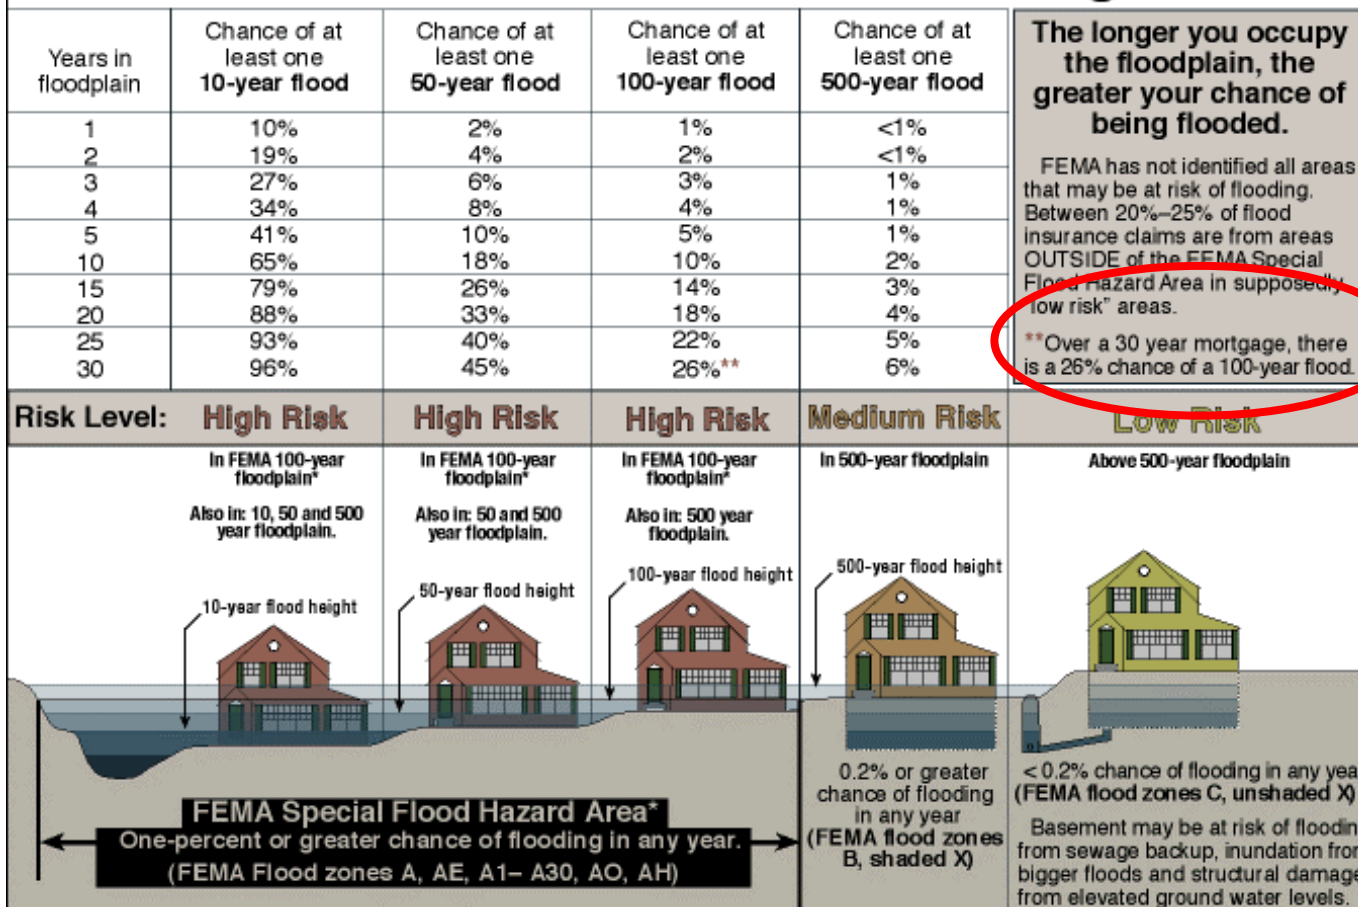 Years in
floodplain
Chance of at
least one
10-year flood
Chance of at
least one
50-year flood
Chance of at
least one
100-year flood
Chance of at
least one
500-year flood
1 10% 2% 1% <1%
2 19% 4% 2% <1%
3 27% 6% 3% 1%
4 34% 8% 4% 1%
5 41% 10% 5% 1%
10 65% 18% 10% 2%
15 79% 26% 14% 3%
20 88% 33% 18% 4%
25 93% 40% 22% 5%
30 96% 45% 26%** 6%
The longer you occupy
the floodplain, the
greater your chance of
being flooded.
FEMA has not identified all areas
that may be at risk of flooding.
Between 20%–25% of flood
insurance claims are from areas
OUTSIDE of the FEMA Special
Flood Hazard Area in supposedly
"low risk" areas.
**Over a 30 year mortgage, there
is a 26% chance of a 100-year flood.
Risk Level: High Risk High Risk High Risk Medium Risk Low Risk
In FEMA 100-year
floodplain*
Also in: 10, 50 and 500
year floodplain.
In FEMA 100-year
floodplain*
Also in: 50 and 500
year floodplain.
In FEMA 100-year
floodplain*
Also in: 500 year
floodplain.
In 500-year floodplain
Above 500-year floodplain
10-year flood height
50-year flood height
100-year flood height
500-year flood height
FEMA Special Flood Hazard Area*
One-percent or greater chance of flooding in any year.
(FEMA Flood zones A, AE, A1– A30, AO, AH)
0.2% or greater
chance of flooding
in any year
(FEMA flood zones
B, shaded X)
< 0.2% chance of flooding in any yea
(FEMA flood zones C, unshaded X)
Basement may be at risk of floodin
from sewage backup, inundation fro
bigger floods and structural damage
from elevated ground water levels.